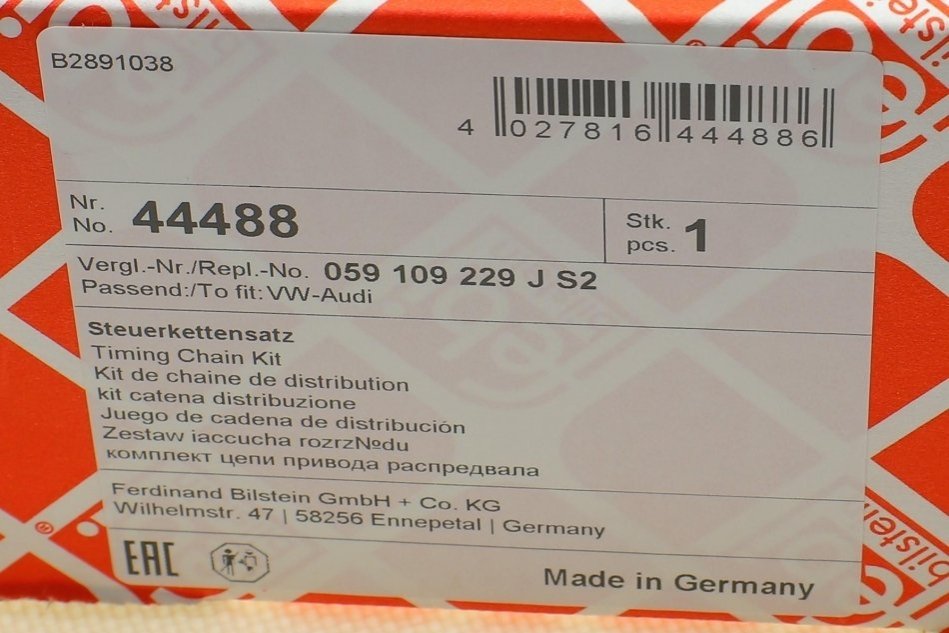 B2891038
4 027816 444886
Nr.
No. 44488
Stk.
pcs. 1
Vergl.-Nr./Repl.-No. 059 109 229 J S2
Passend:/To fit: VW-Audi
Steuerkettensatz
Timing Chain Kit
Kit de chaine de distribution
kit catena distribuzione
Juego de cadena de distribución
Zestaw iaccucha rozrz№du
комплект цепи привода распредвала
Ferdinand Bilstein GmbH + Co. KG
Wilhelmstr. 47 | 58256 Ennepetal | Germany
EAC
Made in Germany
bilstein